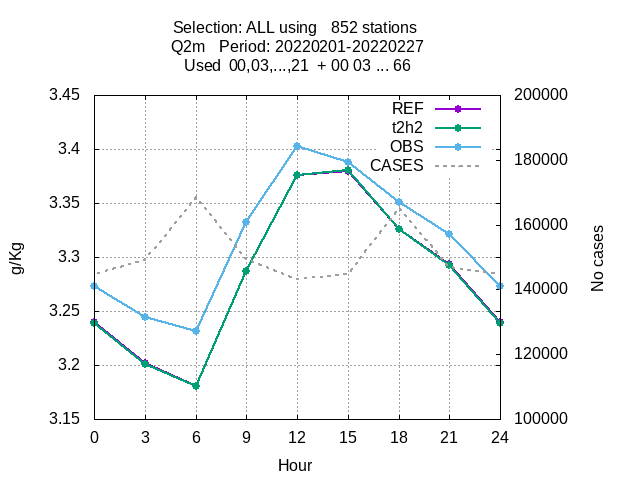 Selection: ALL using   852 stations
Q2m   Period: 20220201-20220227
Used  00,03,...,21  + 00 03 ... 66
REF
t2h2
OBS
CASES
3.45
3.4
3.35
3.3
3.25
3.2
3.15
200000
180000
160000
140000
120000
100000
g/Kg
No cases
0 3 6 9 12 15 18 21 24
Hour